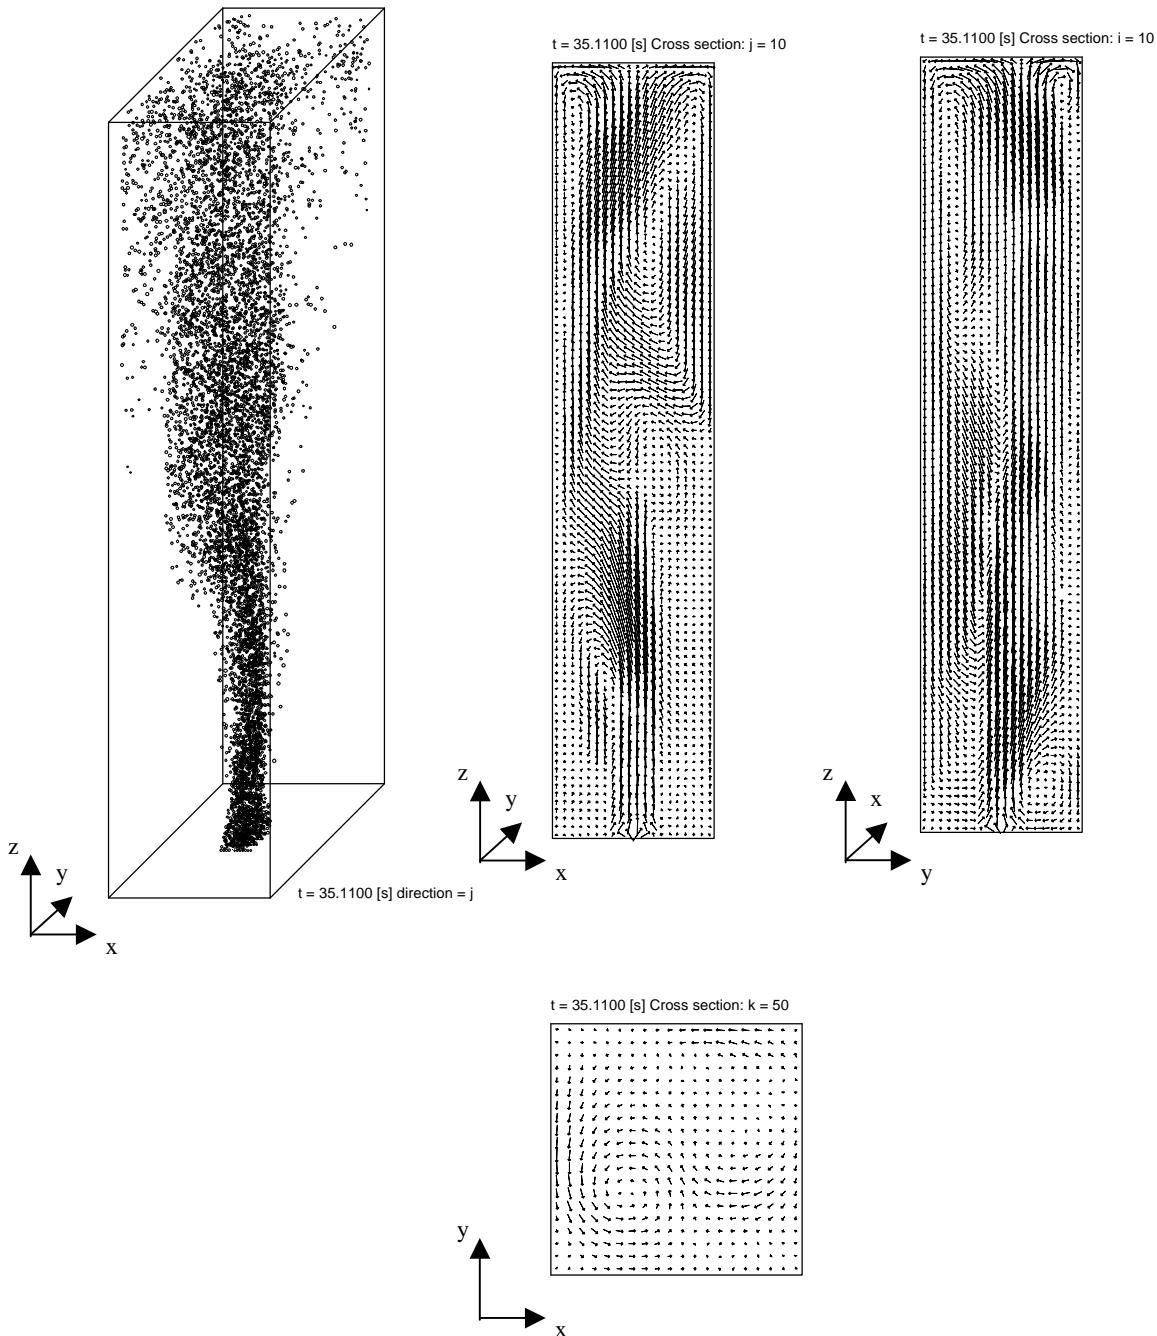 t = 35.1100 [s] Cross section: j = 10
t = 35.1100 [s] Cross section: i = 10
z
y
x
t = 35.1100 [s] direction = j
z
y
x
z
x
y
t = 35.1100 [s] Cross section: k = 50
y
x